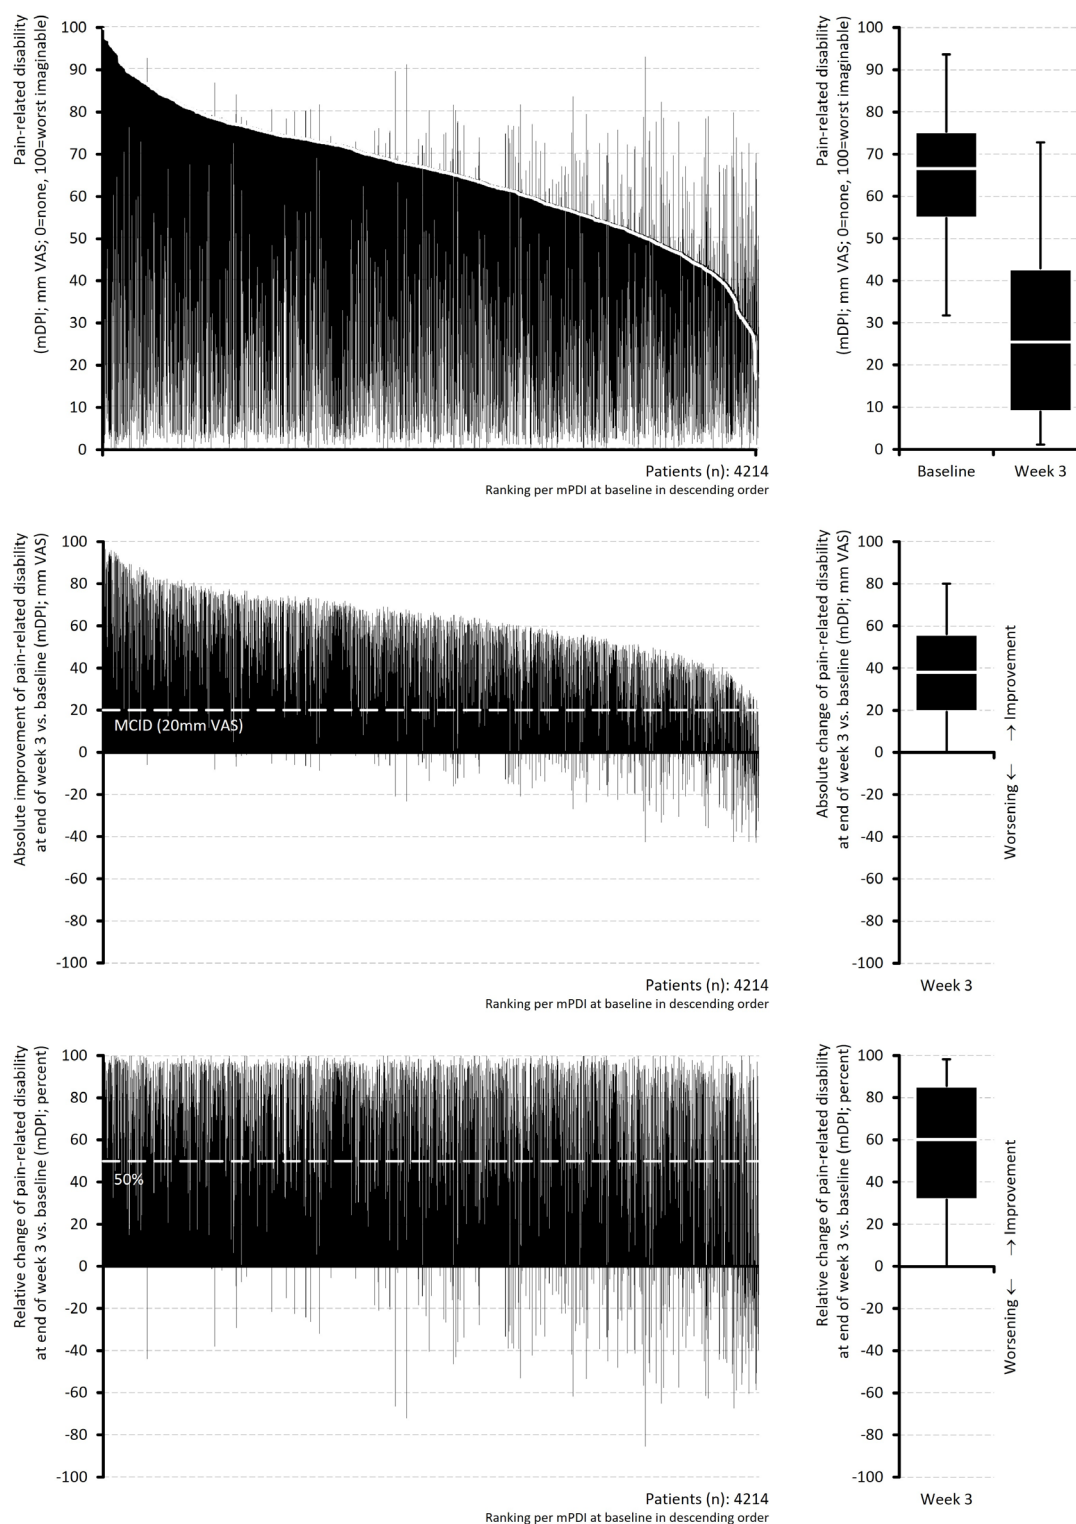 Pain-related disability
(mDPI; mm VAS; 0=none, 100=worst imaginable)
100
90
80
70
60
50
40
30
20
10
0
Patients (n): 4214
Ranking per mPDI at baseline in descending order
Pain-related disability
(mDPI; mm VAS; 0=none, 100=worst imaginable)
100
90
80
70
60
50
40
30
20
10
0
Baseline
Week 3
Absolute improvement of pain-related disability
at end of week 3 vs. baseline (mDPI; mm VAS)
100
80
60
40
20
0
-20
-40
-60
-80
-100
MCID (20mm VAS)
Patients (n): 4214
Ranking per mPDI at baseline in descending order
Absolute change of pain-related disability
at end of week 3 vs. baseline (mDPI; mm VAS)
100
80
60
40
20
0
-20
-40
-60
-80
-100
Week 3
Worsening ← → Improvement
Relative change of pain-related disability
at end of week 3 vs. baseline (mDPI; percent)
100
80
60
40
20
0
-20
-40
-60
-80
-100
50%
Patients (n): 4214
Ranking per mPDI at baseline in descending order
Relative change of pain-related disability
at end of week 3 vs. baseline (mDPI; percent)
100
80
60
40
20
0
-20
-40
-60
-80
-100
Week 3
Worsening ← → Improvement